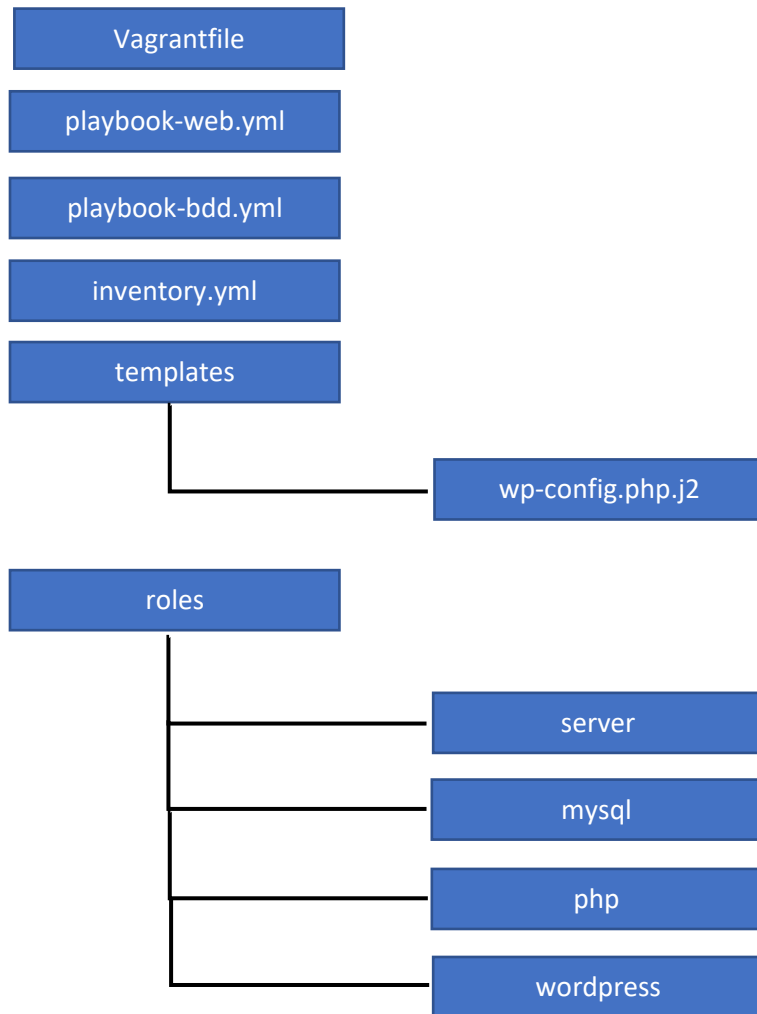 Vagrantfile
playbook-web.yml
playbook-bdd.yml
inventory.yml
templates
wp-config.php.j2
roles
server
mysql
php
wordpress